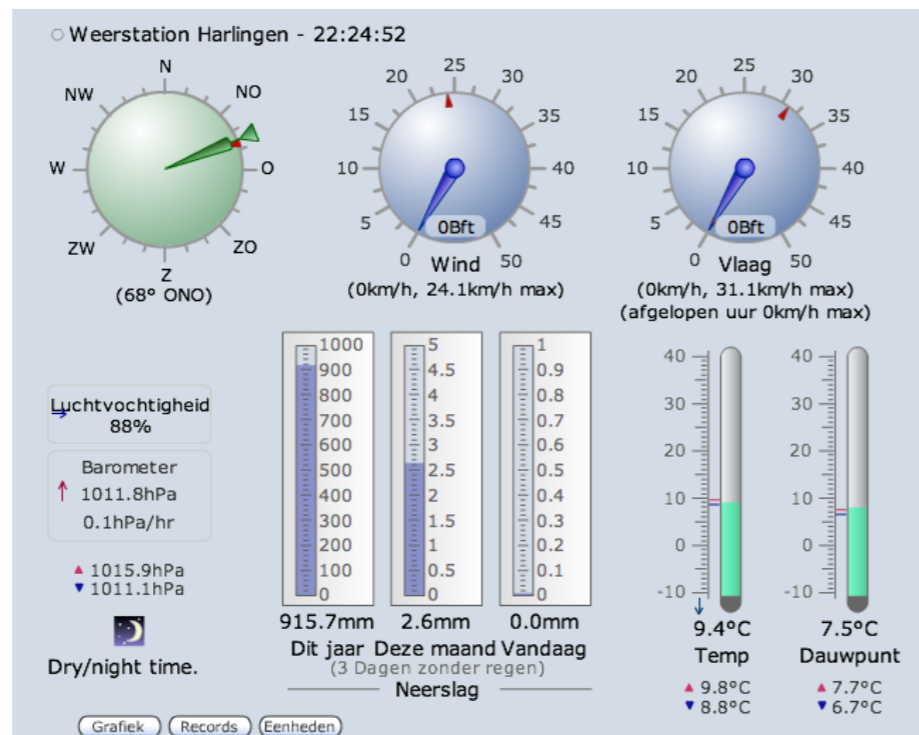 Weerstation Harlingen - 22:24:52
N
NO
O
ZO
Z
ZW
W
NW
(68° ONO)
0
5
10
15
20
25
30
35
40
45
50
0Bft
Wind
(0km/h, 24.1km/h max)
0
5
10
15
20
25
30
35
40
45
50
0Bft
Vlaag
(0km/h, 31.1km/h max)
(afgelopen uur 0km/h max)
Luchtvochtigheid
88%
Barometer
1011.8hPa
0.1hPa/hr
1015.9hPa
1011.1hPa
Dry/night time.
1000
900
800
700
600
500
400
300
200
100
0
915.7mm
Dit jaar
5
4.5
4
3.5
3
2.5
2
1.5
1
0.5
0
2.6mm
Deze maand
1
0.9
0.8
0.7
0.6
0.5
0.4
0.3
0.2
0.1
0
0.0mm
Vandaag
(3 Dagen zonder regen)
Neerslag
40
30
20
10
0
-10
9.4°C
Temp
9.8°C
8.8°C
40
30
20
10
0
-10
7.5°C
Dauwpunt
7.7°C
6.7°C
Grafiek
Records
Eenheden